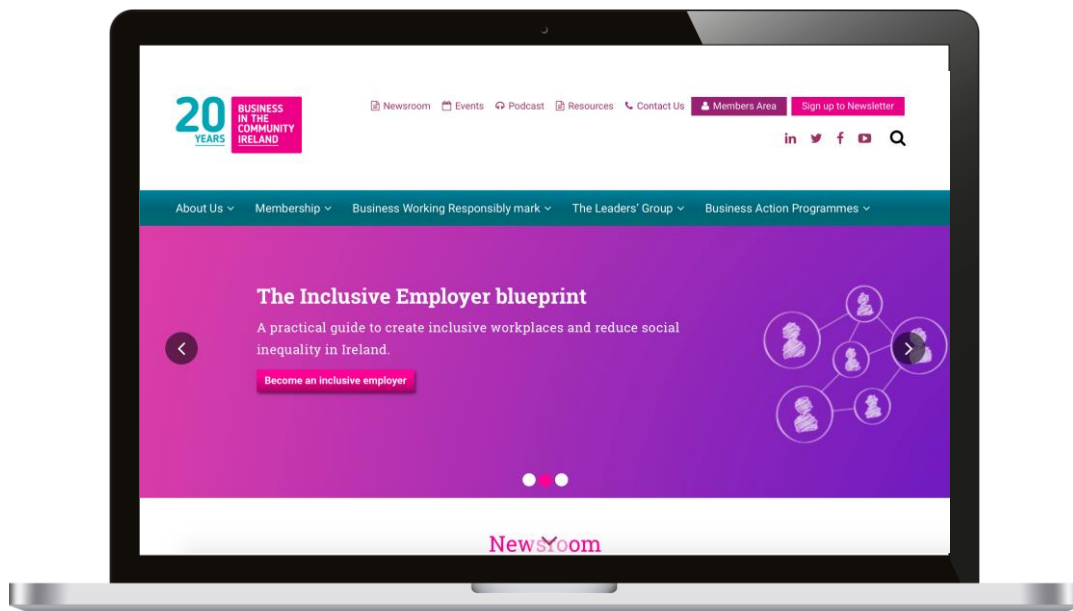 20
YEARS
BUSINESS
IN THE
COMMUNITY
IRELAND
Newsroom Events Podcast Resources Contact Us Members Area Sign up to Newsletter
About Us Membership Business Working Responsibly mark The Leaders' Group Business Action Programmes
The Inclusive Employer blueprint
A practical guide to create inclusive workplaces and reduce social
inequality in Ireland.
Become an inclusive employer
Newsroom